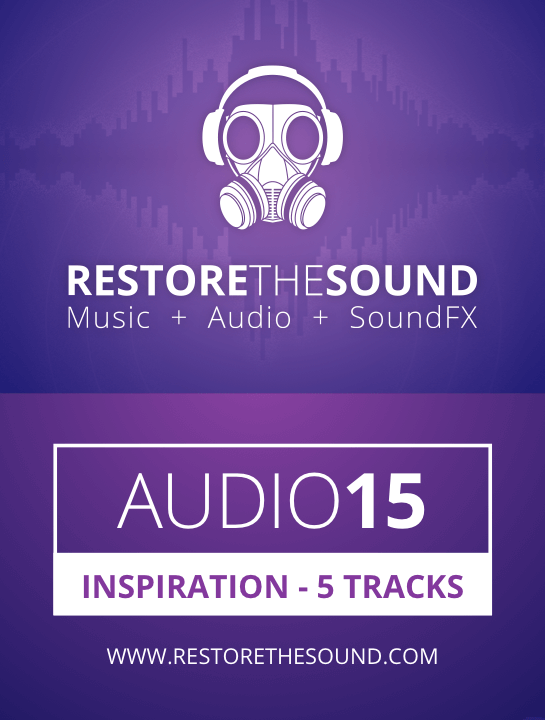 RESTORETHESOUND
Music + Audio + SoundFX
AUDIO15
INSPIRATION - 5 TRACKS
WWW.RESTORETHESOUND.COM